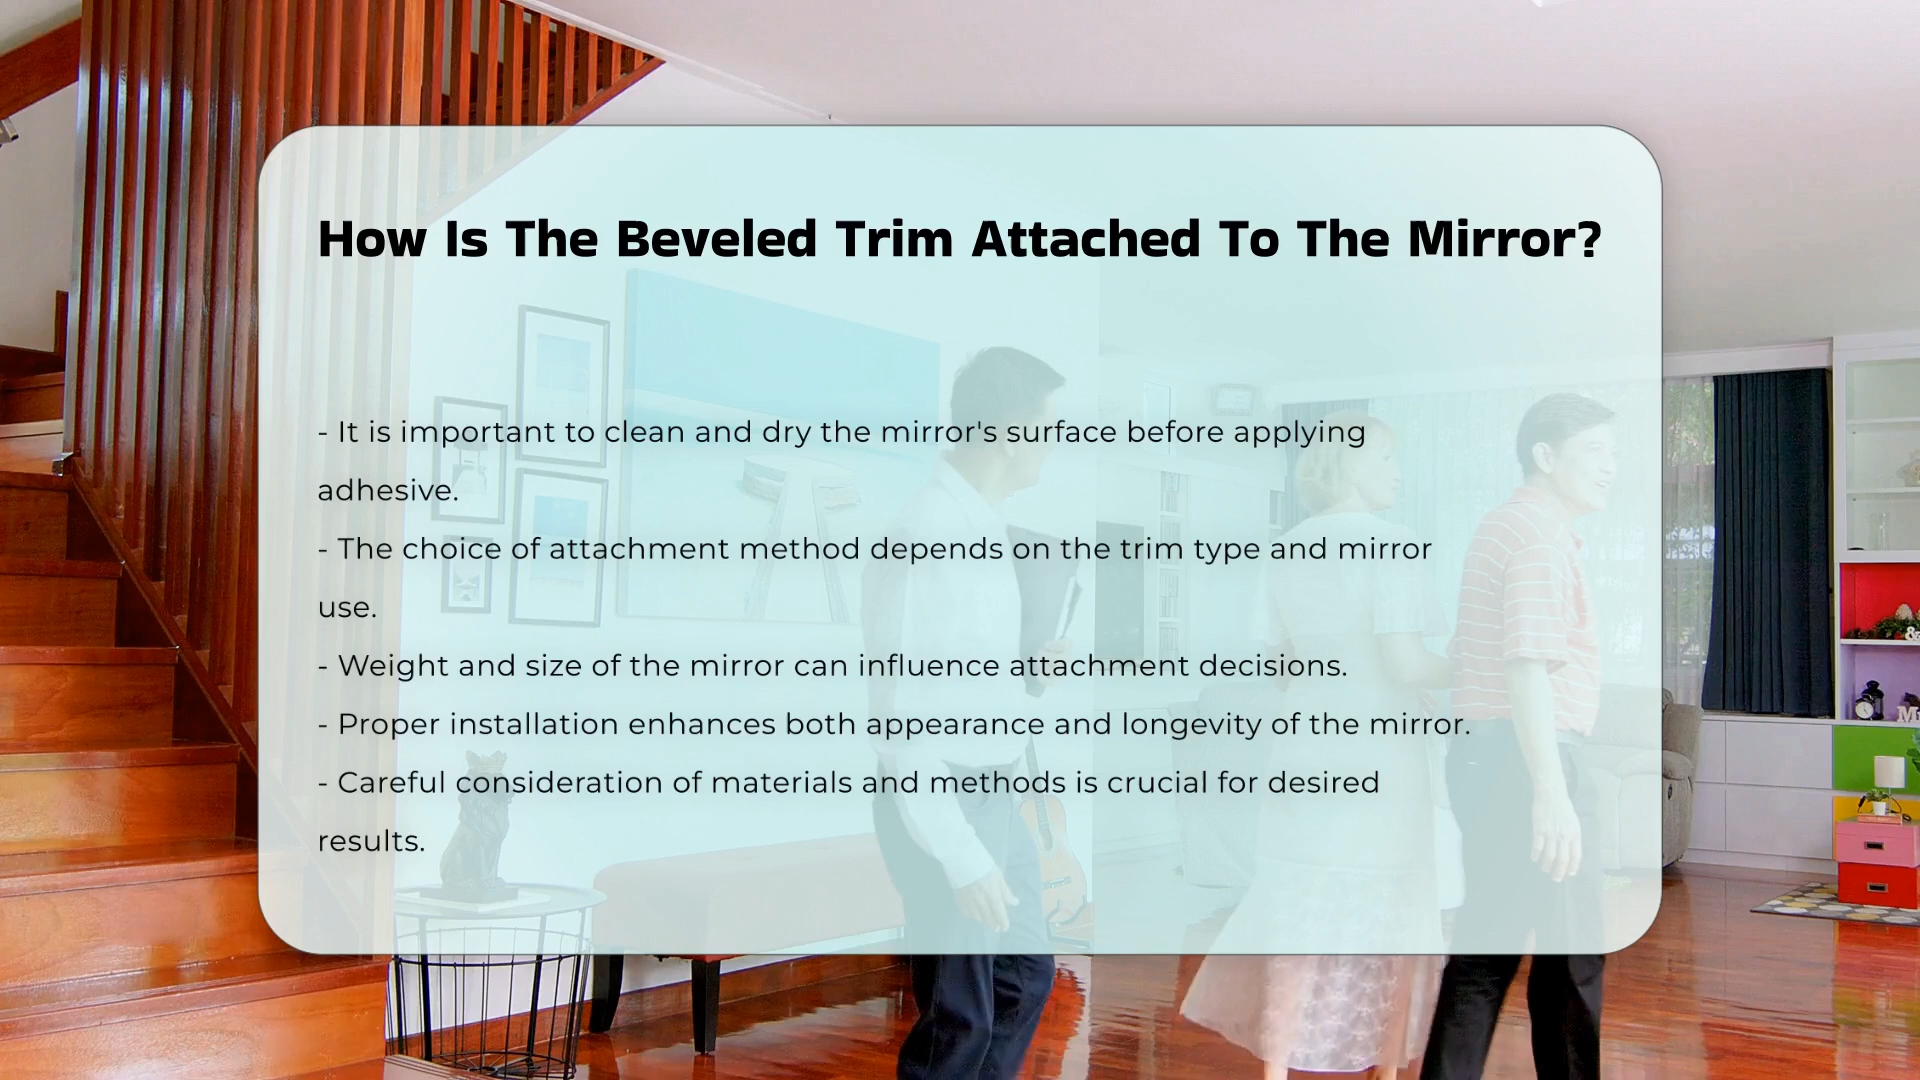 How Is The Beveled Trim Attached To The Mirror?
- It is important to clean and dry the mirror's surface before applying
adhesive.
- The choice of attachment method depends on the trim type and mirror
use.
- Weight and size of the mirror can influence attachment decisions.
- Proper installation enhances both appearance and longevity of the mirror.
- Careful consideration of materials and methods is crucial for desired
results.